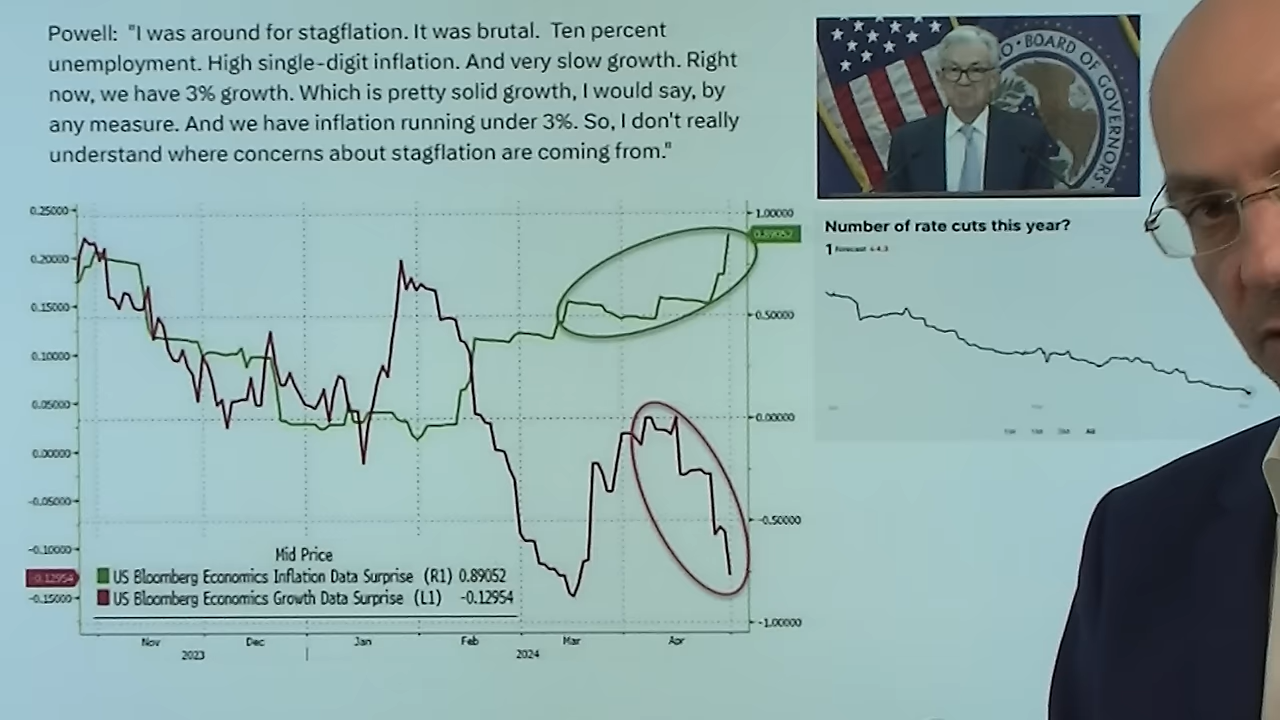 Powell: "I was around for stagflation. It was brutal. Ten percent
unemployment. High single-digit inflation. And very slow growth. Right
now, we have 3% growth. Which is pretty solid growth, I would say, by
any measure. And we have inflation running under 3%. So, I don't really
understand where concerns about stagflation are coming from."
O • BOARD OF GOVERNORS
Number of rate cuts this year?
1 Forecast
0.25000
0.20000
0.15000
0.10000
0.05000
0.00000
-0.05000
-0.10000
-0.12954
-0.15000
1.00000
0.89052
0.50000
0.00000
-0.50000
-1.00000
Mid Price
US Bloomberg Economics Inflation Data Surprise (R1) 0.89052
US Bloomberg Economics Growth Data Surprise (L1) -0.12954
Nov Dec Jan Feb Mar Apr
2023 2024